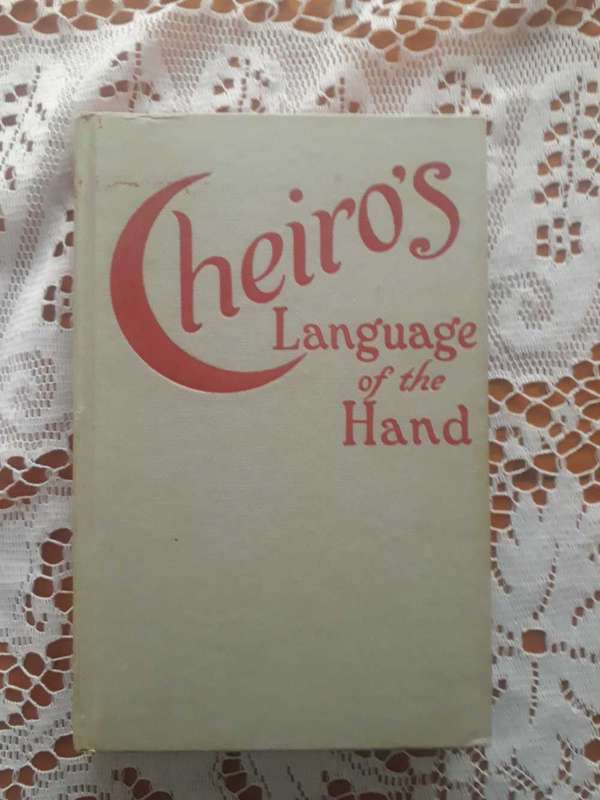 Cheiro's
Language
of the
Hand